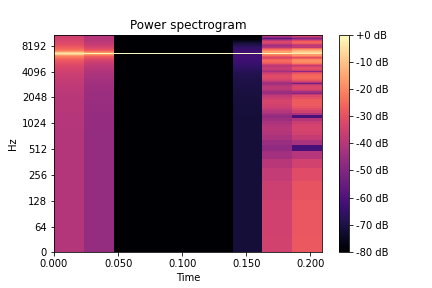 Power spectrogram
8192
4096
2048
1024
512
256
128
64
0
Hz
0.000
0.050
0.100
0.150
0.200
Time
+0 dB
-10 dB
-20 dB
-30 dB
-40 dB
-50 dB
-60 dB
-70 dB
-80 dB